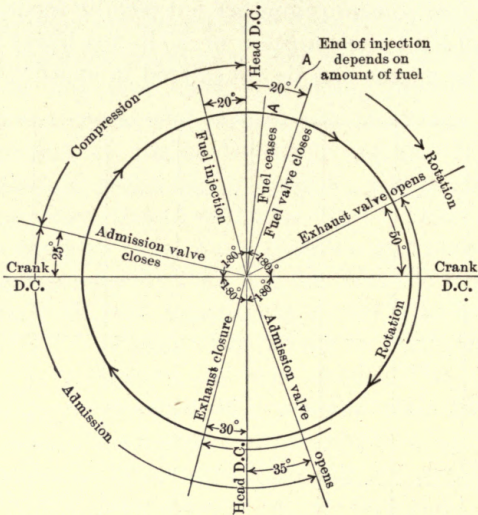 Head D.C.
End of injection
depends on
amount of fuel
A
20°
20°
A
Compression
Rotation
Fuel injection
Fuel ceases
Fuel valve closes
Exhaust valve opens
Admission valve
closes
25°
50°
180°
180°
180°
180°
Crank
D.C.
Crank
D.C.
Rotation
Exhaust closure
Admission valve
opens
Admission
30°
35°
Head D.C.